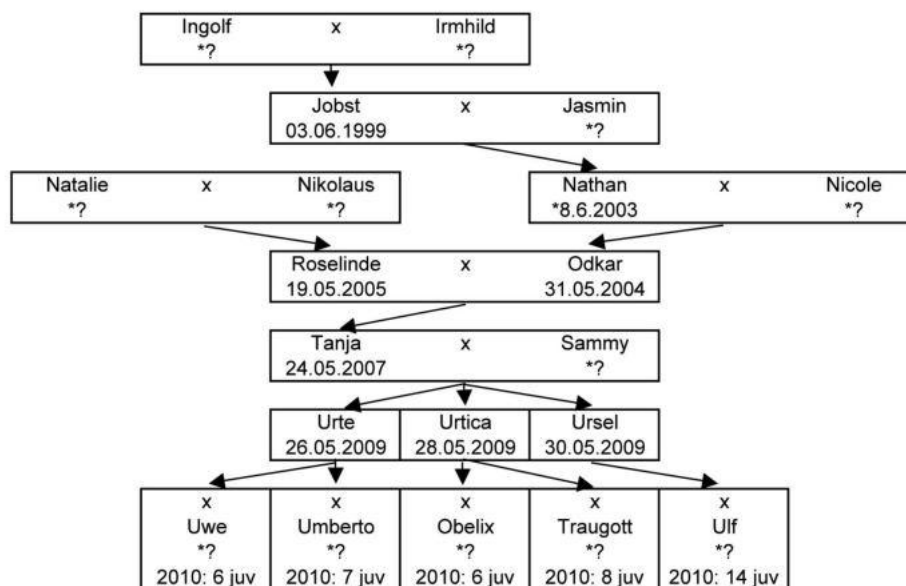 Ingolf x Irmhild
*? *?
Jobst x Jasmin
03.06.1999 *?
Natalie x Nikolaus Nathan x Nicole
*? *? *8.6.2003 *?
Roselinde x Odkar
19.05.2005 31.05.2004
Tanja x Sammy
24.05.2007 *?
Urte Urtica Ursel
26.05.2009 28.05.2009 30.05.2009
x x x x x
Uwe Umberto Obelix Traugott Ulf
*? *? *? *? *?
2010: 6 juv 2010: 7 juv 2010: 6 juv 2010: 8 juv 2010: 14 juv